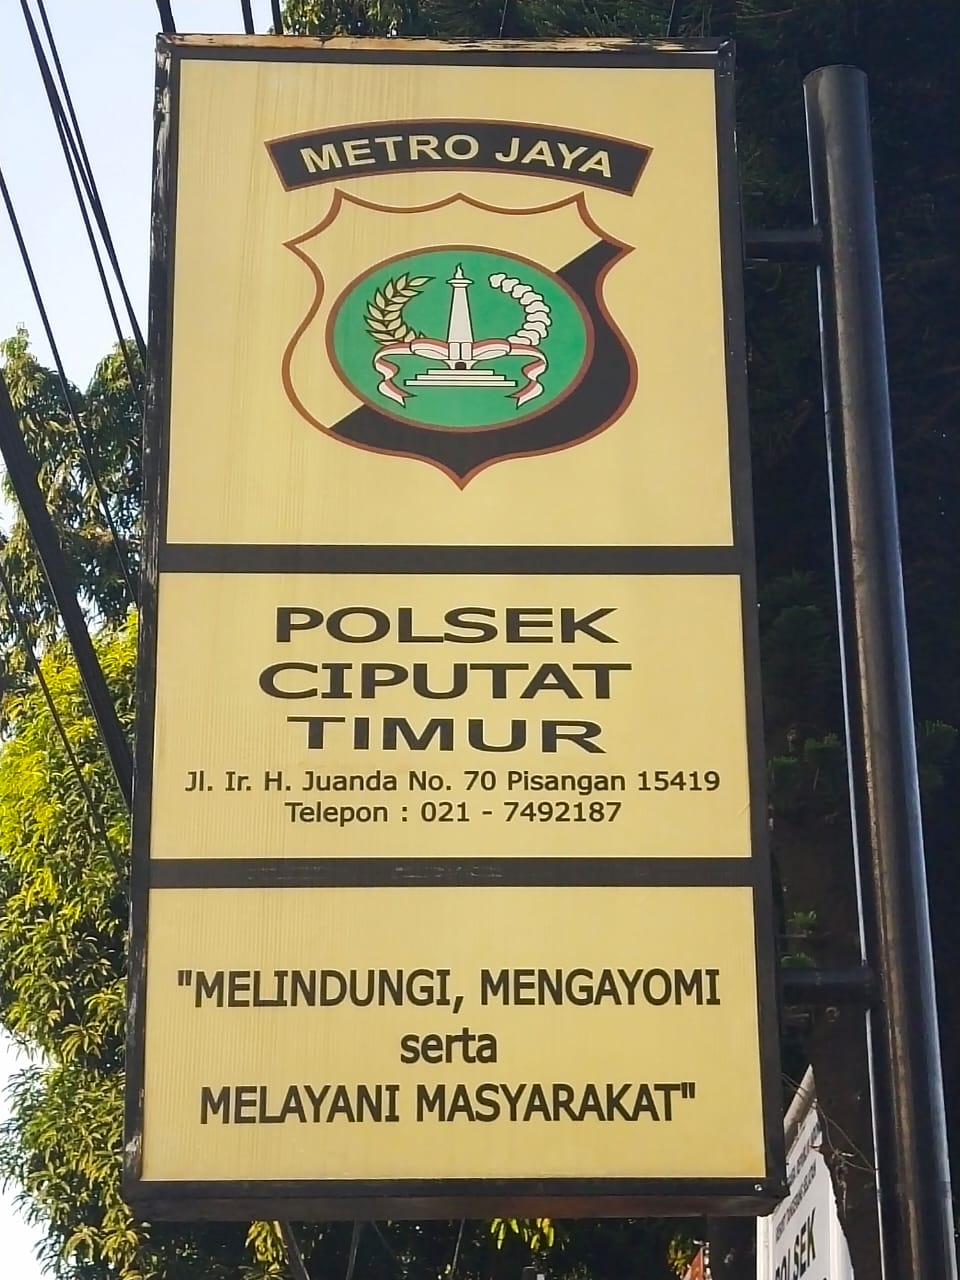 METRO JAYA
POLSEK
CIPUTAT
TIMUR
Jl. Ir. H. Juanda No. 70 Pisangan 15419
Telepon : 021 - 7492187
"MELINDUNGI, MENGAYOMI
serta
MELAYANI MASYARAKAT"
POLSEK